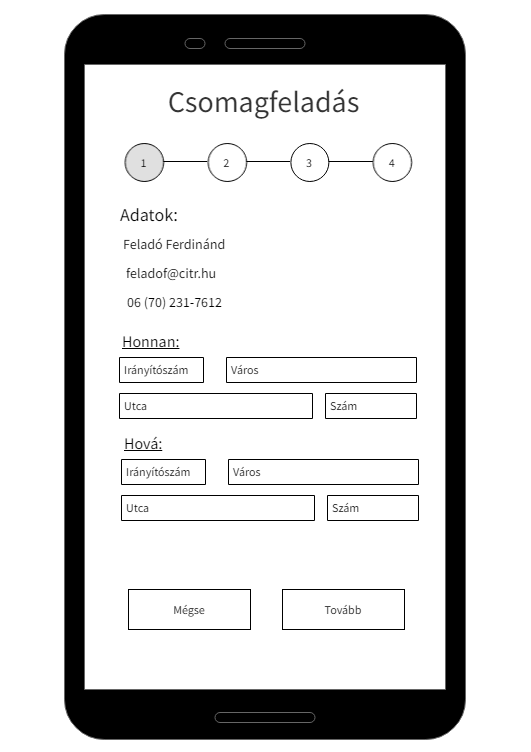 Csomagfeladás
1 2 3 4
Adatok:
Feladó Ferdinánd
feladof@citr.hu
06 (70) 231-7612
Honnan:
Irányítószám Város
Utca Szám
Hová:
Irányítószám Város
Utca Szám
Mégse Tovább